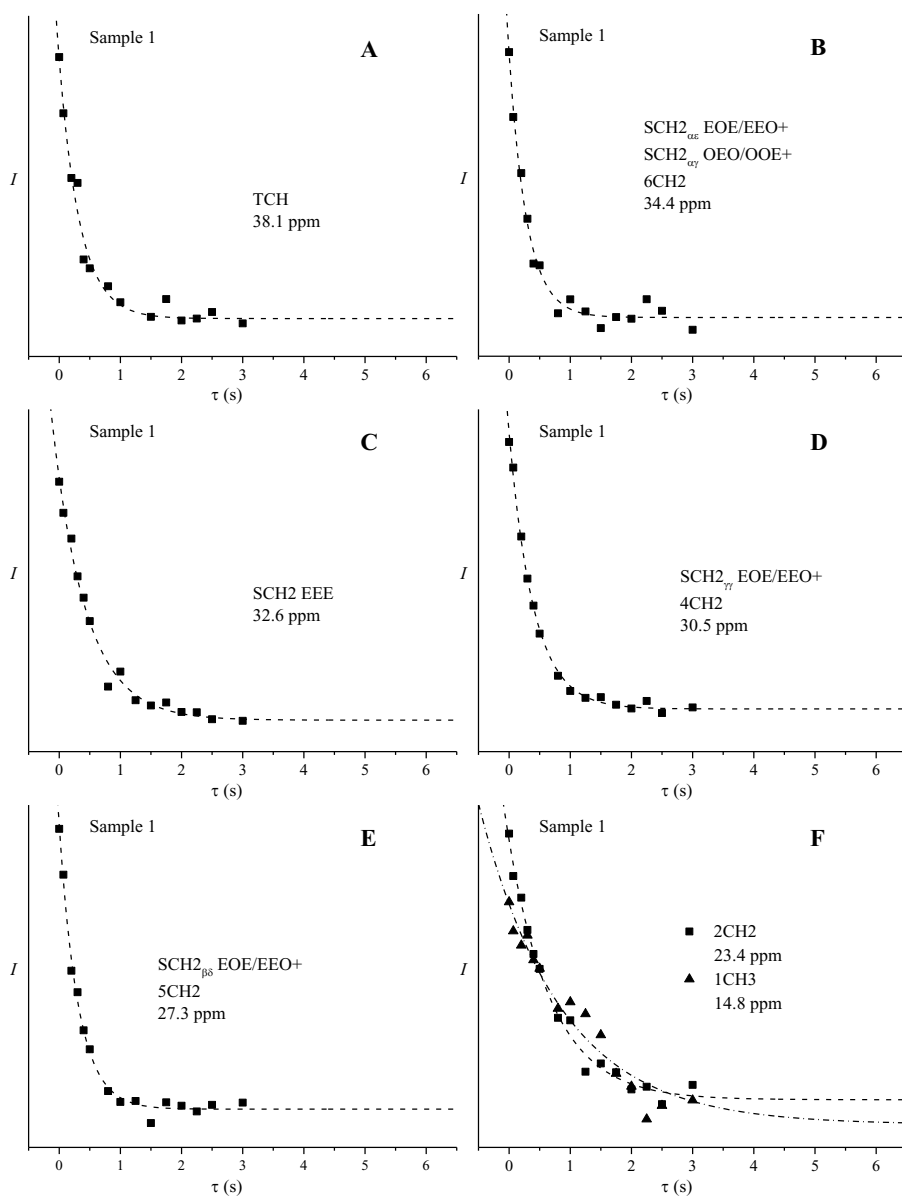 Sample 1
A
I
TCH
38.1 ppm
0 1 2 3 4 5 6
τ (s)
Sample 1
B
SCH2αε EOE/EEO+
SCH2αγ OEO/OOE+
6CH2
34.4 ppm
0 1 2 3 4 5 6
τ (s)
Sample 1
C
I
SCH2 EEE
32.6 ppm
0 1 2 3 4 5 6
τ (s)
Sample 1
D
SCH2γγ EOE/EEO+
4CH2
30.5 ppm
0 1 2 3 4 5 6
τ (s)
Sample 1
E
I
SCH2βδ EOE/EEO+
5CH2
27.3 ppm
0 1 2 3 4 5 6
τ (s)
Sample 1
F
2CH2
23.4 ppm
1CH3
14.8 ppm
0 1 2 3 4 5 6
τ (s)